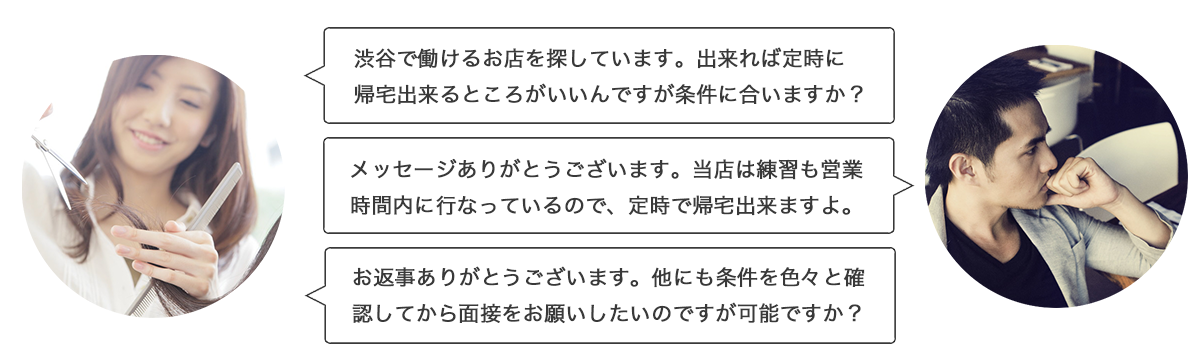 渋谷で働けるお店を探しています。出来れば定時に
帰宅出来るところがいいんですが条件に合いますか？
メッセージありがとうございます。当店は練習も営業
時間内に行なっているので、定時で帰宅出来ますよ。
お返事ありがとうございます。他にも条件を色々と確
認してから面接をお願いしたいのですが可能ですか？